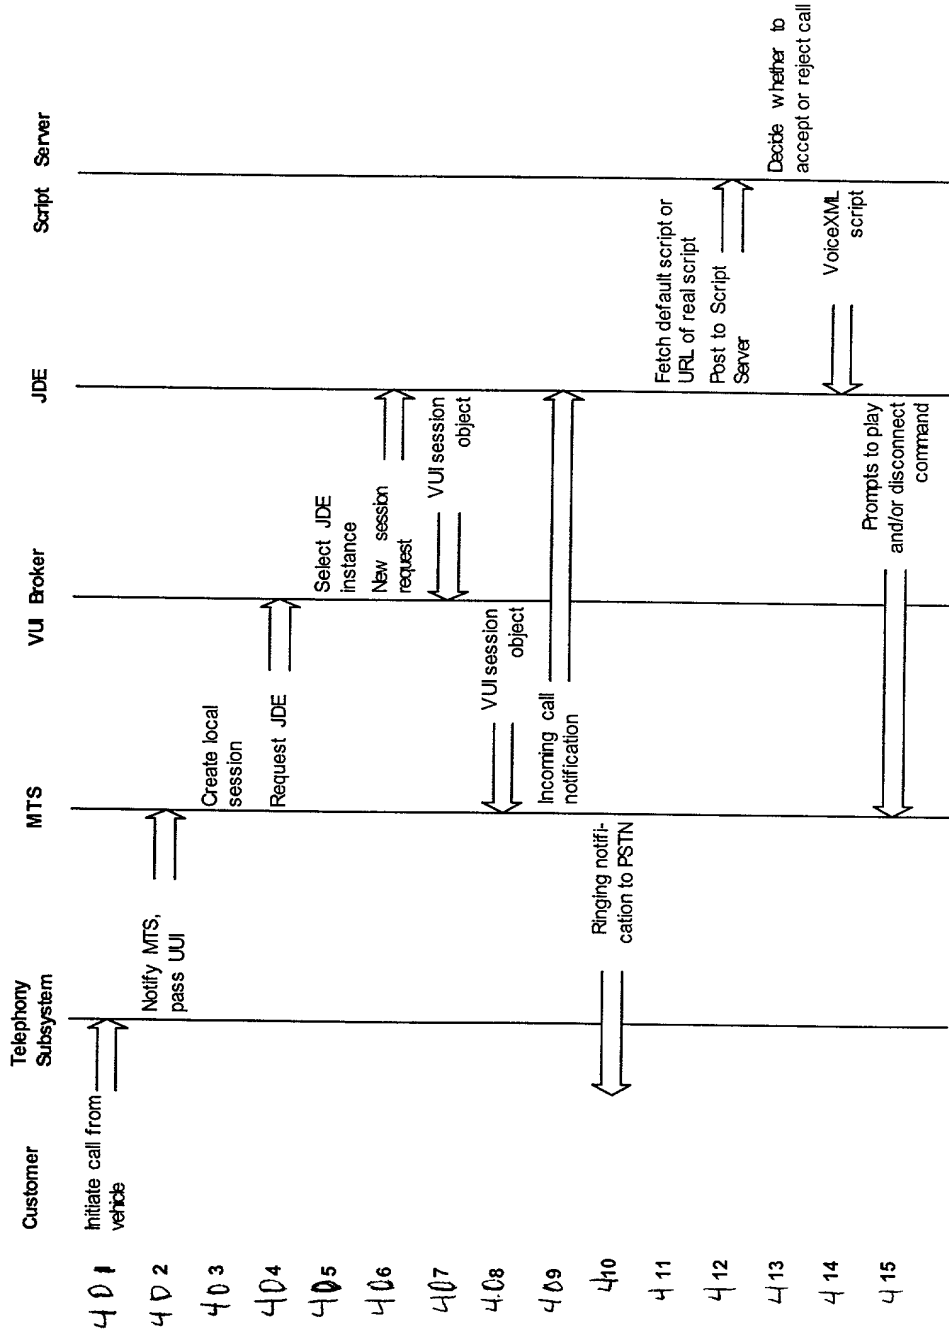 Customer
Telephony
Subsystem
MTS
VUI Broker
JDE
Script Server
401
Initiate call from
vehicle
402
Notify MTS,
pass UUI
403
Create local
session
404
Request JDE
405
Select JDE
instance
406
New session
request
407
VUI session
object
408
VUI session
object
409
Incoming call
notification
410
Ringing notifi-
cation to PSTN
411
Fetch default script or
URL of real script
412
Post to Script
Server
413
Decide whether to
accept or reject call
414
VoiceXML
script
415
Prompts to play
and/or disconnect
command